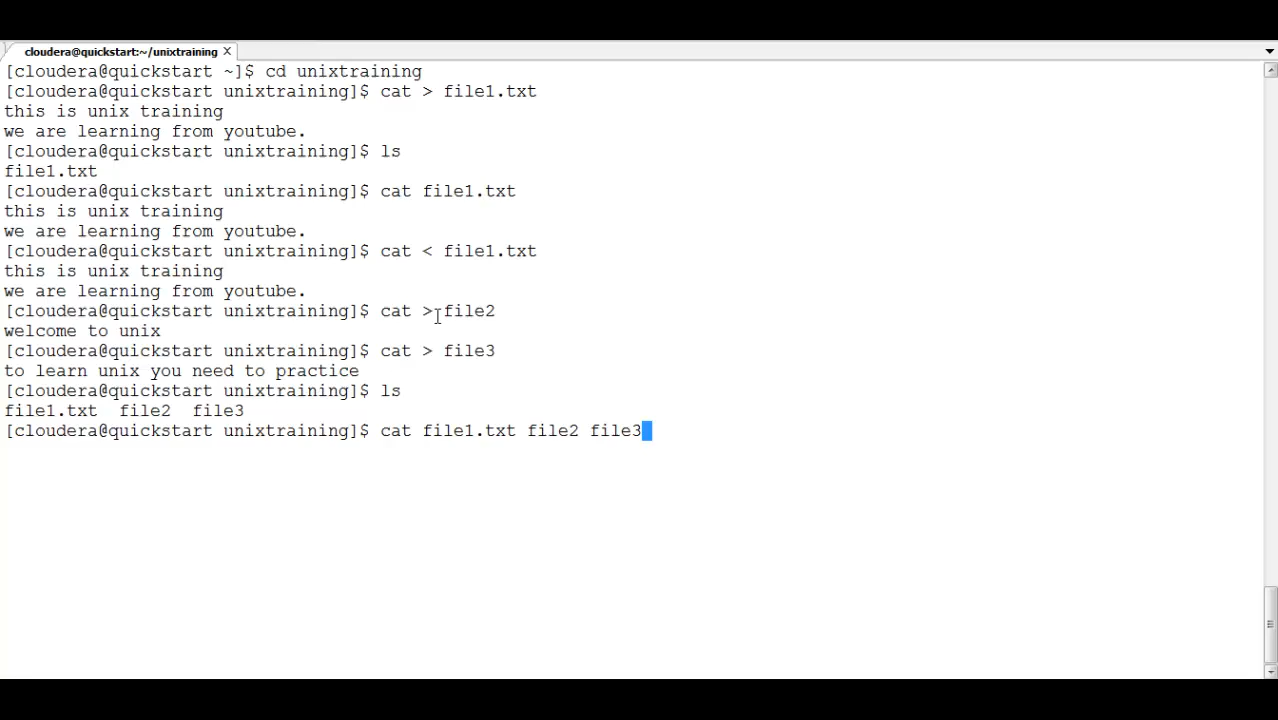 cloudera@quickstart:~/unixtraining X
[cloudera@quickstart ~]$ cd unixtraining
[cloudera@quickstart unixtraining]$ cat > file1.txt
this is unix training
we are learning from youtube.
[cloudera@quickstart unixtraining]$ ls
file1.txt
[cloudera@quickstart unixtraining]$ cat file1.txt
this is unix training
we are learning from youtube.
[cloudera@quickstart unixtraining]$ cat < file1.txt
this is unix training
we are learning from youtube.
[cloudera@quickstart unixtraining]$ cat > file2
welcome to unix
[cloudera@quickstart unixtraining]$ cat > file3
to learn unix you need to practice
[cloudera@quickstart unixtraining]$ ls
file1.txt  file2  file3
[cloudera@quickstart unixtraining]$ cat file1.txt file2 file3